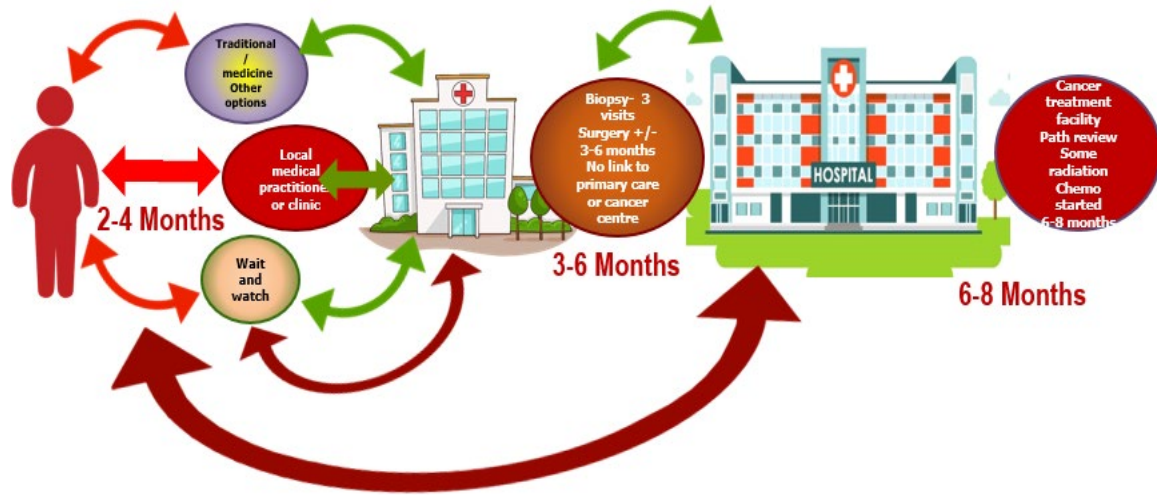 Traditional
/
medicine
Other
options
Local
medical
practitioner
or clinic
2-4 Months
Wait
and
watch
Biopsy- 3
visits
Surgery +/-
3-6 months
No link to
primary care
or cancer
centre
3-6 Months
HOSPITAL
Cancer
treatment
facility
Path review
Some
radiation
Chemo
started
6-8 months
6-8 Months